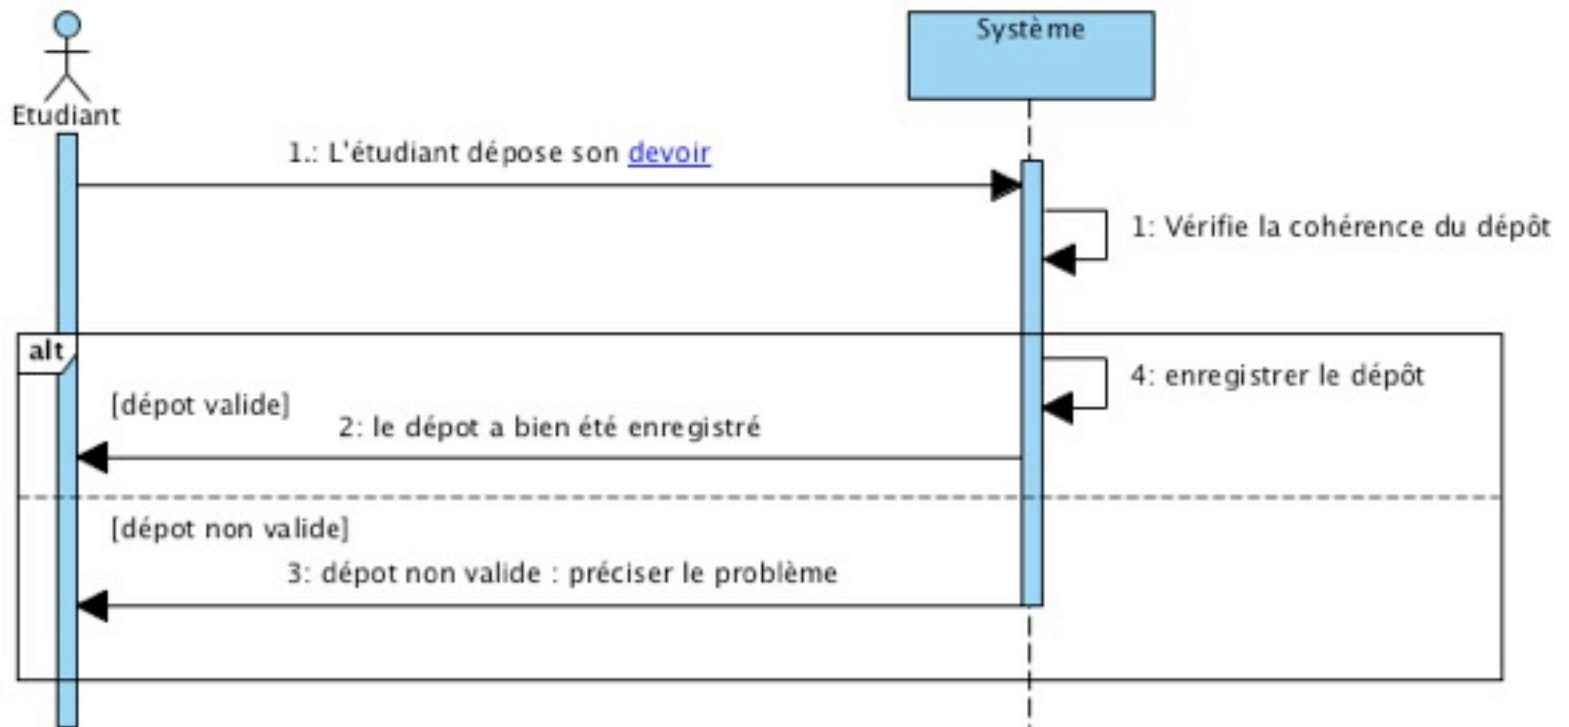 Système
Etudiant
1.: L'étudiant dépose son devoir
1: Vérifie la cohérence du dépôt
alt
4: enregistrer le dépôt
[dépot valide]
2: le dépot a bien été enregistré
[dépot non valide]
3: dépot non valide : préciser le problème